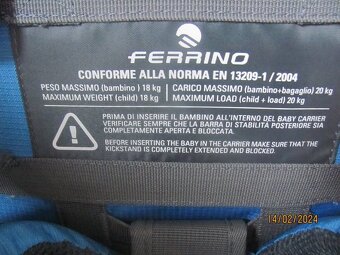 FERRINO
CONFORME ALLA NORMA EN 13209-1 / 2004
PESO MASSIMO (bambino) 18 kg CARICO MASSIMO (bambino+bagaglio) 20 kg
MAXIMUM WEIGHT (child) 18 kg MAXIMUM LOAD (child + load) 20 kg
PRIMA DI INSERIRE IL BAMBINO ALL'INTERNO DEL BABY CARRIER
VERIFICARE SEMPRE CHE LA BARRA DI STABILITÀ POSTERIORE SIA
COMPLETAMENTE APERTA E BLOCCATA.
BEFORE INSERTING THE BABY IN THE CARRIER MAKE SURE THAT THE
KICKSTAND IS COMPLETELY EXTENDED AND BLOCKED.
14/02/2024